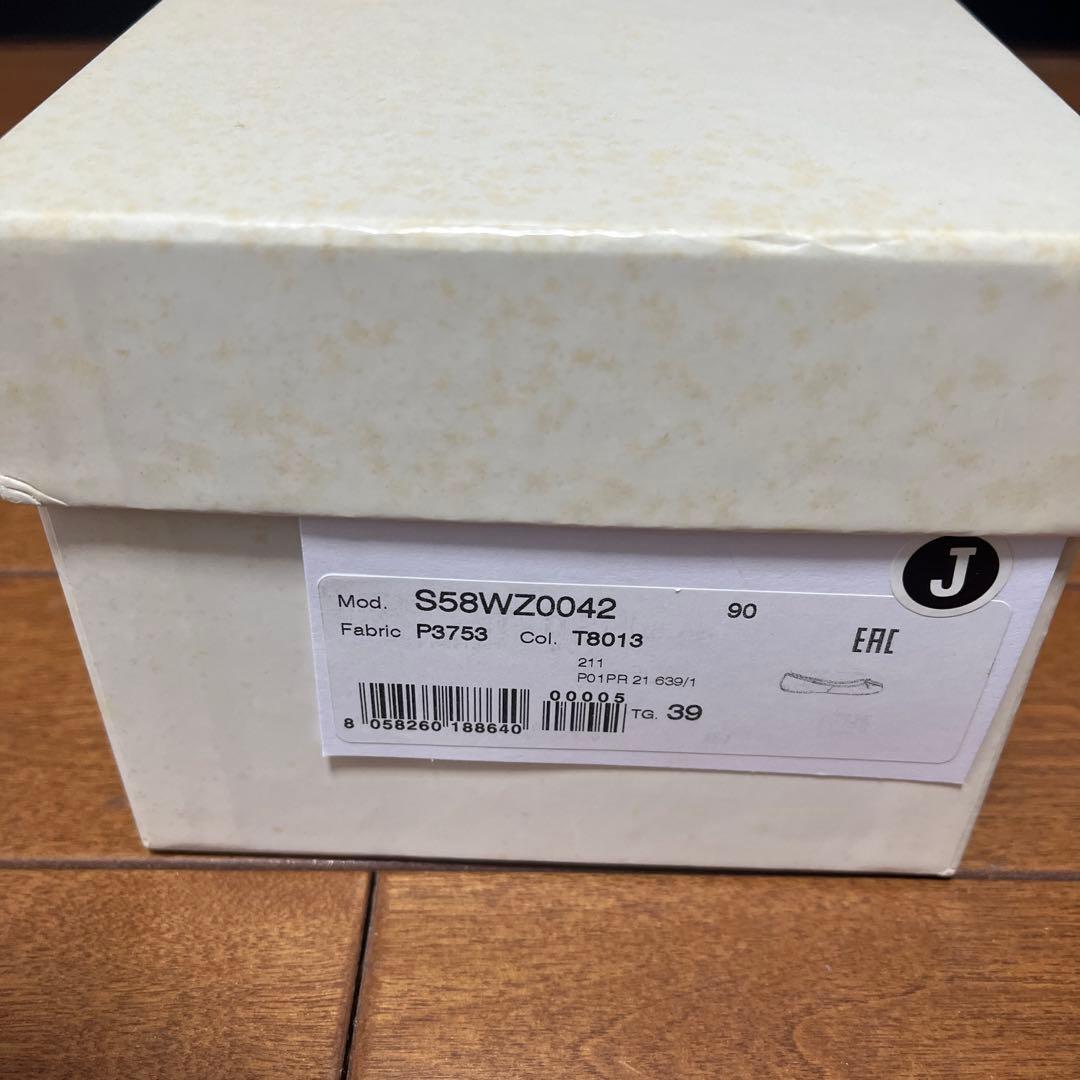 J
Mod. S58WZ0042 90
Fabric P3753 Col. T8013
EAC
211
P01PR 21 639/1
00005
TG. 39
8 058260 188640